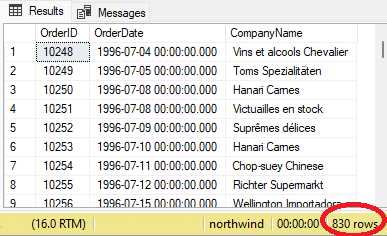 Results Messages
OrderID OrderDate CompanyName
1 10248 1996-07-04 00:00:00.000 Vins et alcools Chevalier
2 10249 1996-07-05 00:00:00.000 Toms Spezialitäten
3 10250 1996-07-08 00:00:00.000 Hanari Carnes
4 10251 1996-07-08 00:00:00.000 Victuailles en stock
5 10252 1996-07-09 00:00:00.000 Suprêmes délices
6 10253 1996-07-10 00:00:00.000 Hanari Carnes
7 10254 1996-07-11 00:00:00.000 Chop-suey Chinese
8 10255 1996-07-12 00:00:00.000 Richter Supermarkt
9 10256 1996-07-15 00:00:00.000 Wellington Importadora
(16.0 RTM) northwind 00:00:00 830 rows